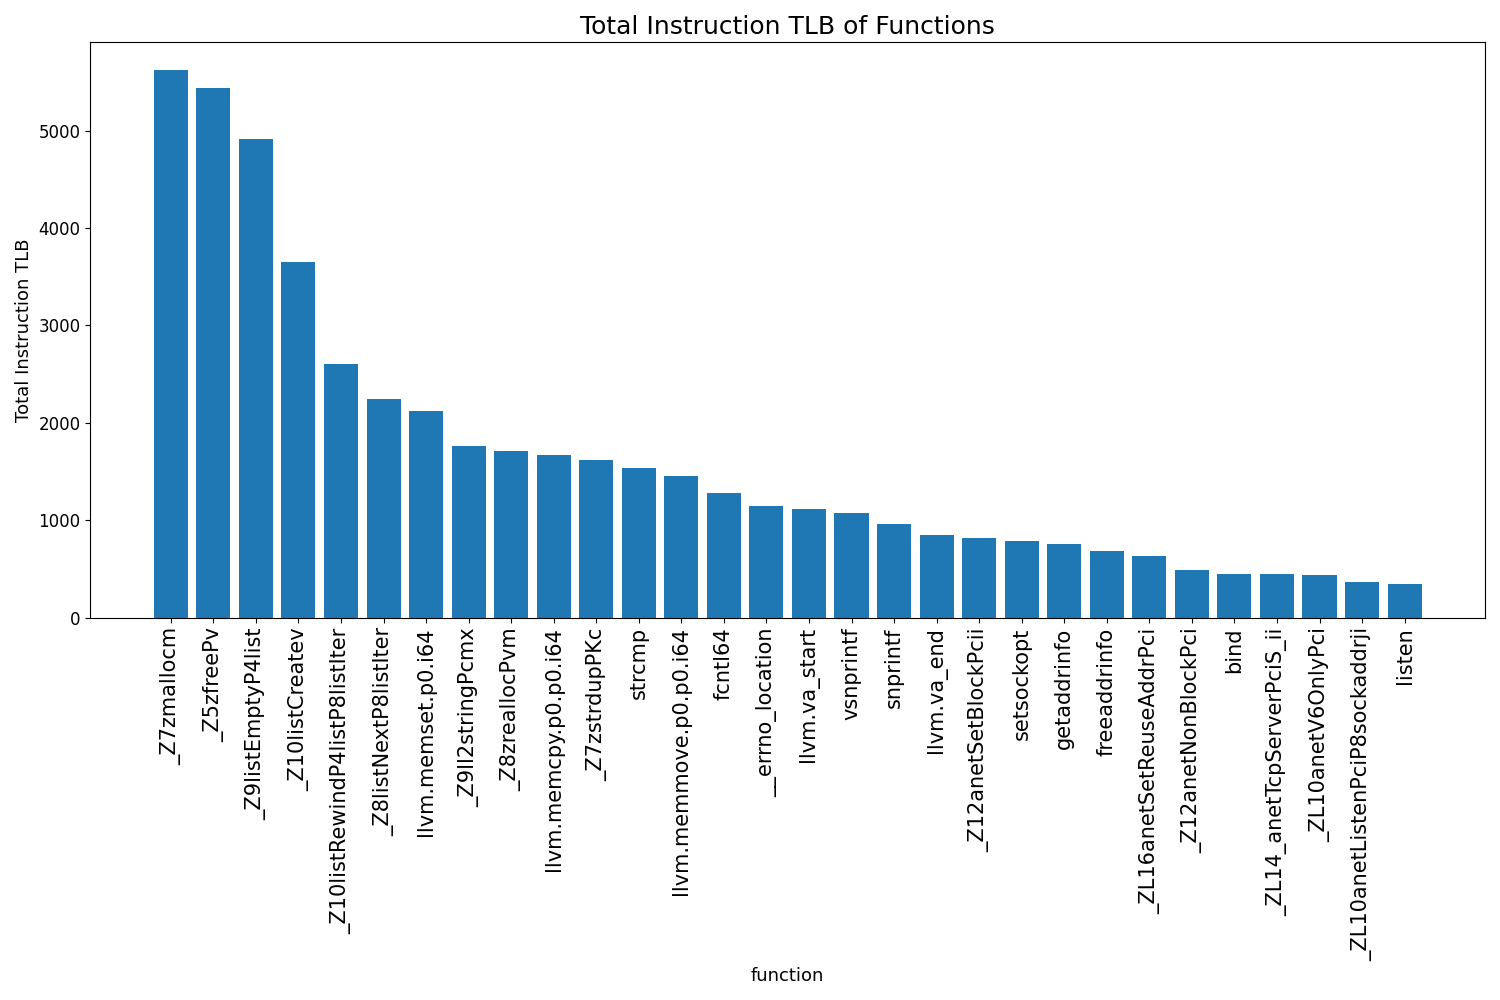 Total Instruction TLB of Functions
Total Instruction TLB
5000
4000
3000
2000
1000
0
_Z7zmallocm
_Z5zfreePv
_Z9listEmptyP4list
_Z10listCreatev
_Z10listRewindP4listP8listIter
_Z8listNextP8listIter
llvm.memset.p0.i64
_Z9ll2stringPcmx
_Z8zreallocPvm
llvm.memcpy.p0.p0.i64
_Z7zstrdupPKc
strcmp
llvm.memmove.p0.p0.i64
fcntl64
__errno_location
llvm.va_start
vsnprintf
snprintf
llvm.va_end
_Z12anetSetBlockPcii
setsockopt
getaddrinfo
freeaddrinfo
_ZL16anetSetReuseAddrPci
_Z12anetNonBlockPci
bind
_ZL14_anetTcpServerPciS_ii
_ZL10anetV6OnlyPci
_ZL10anetListenPciP8sockaddrji
listen
function